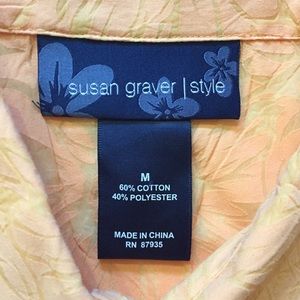 susan graver | style
M
60% COTTON
40% POLYESTER
MADE IN CHINA
RN 87935